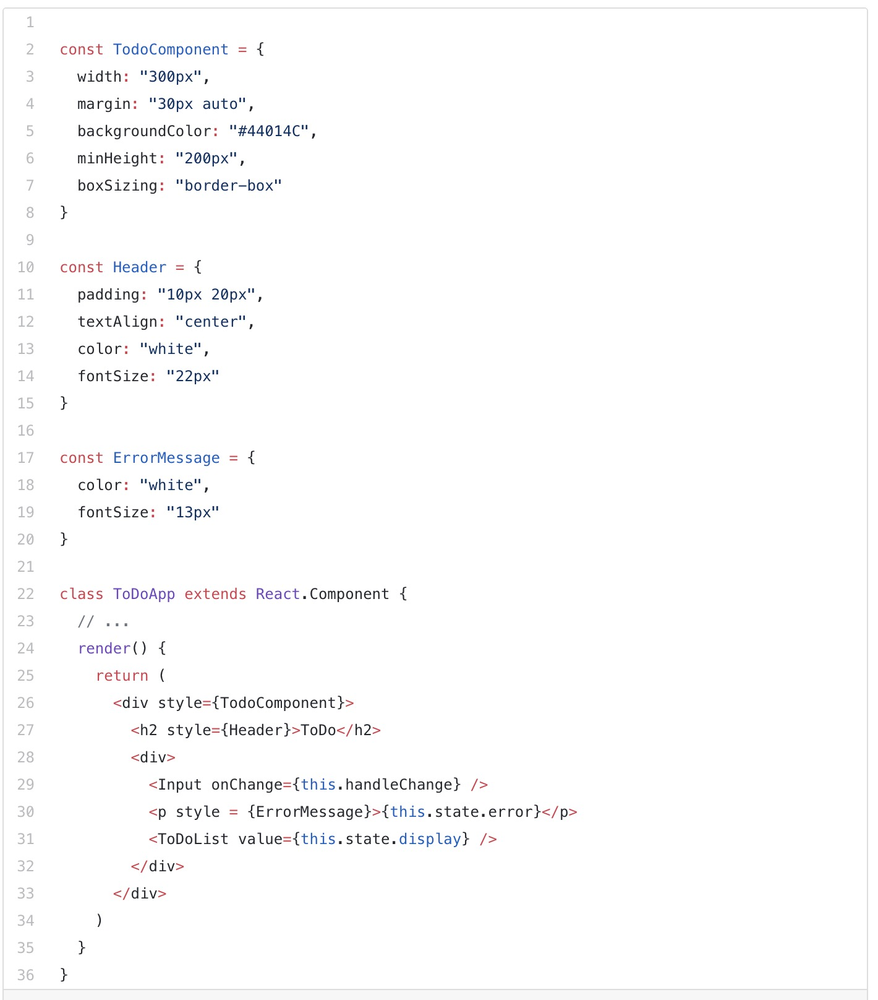 1
2 const TodoComponent = {
3   width: "300px",
4   margin: "30px auto",
5   backgroundColor: "#44014C",
6   minHeight: "200px",
7   boxSizing: "border-box"
8 }
9
10 const Header = {
11   padding: "10px 20px",
12   textAlign: "center",
13   color: "white",
14   fontSize: "22px"
15 }
16
17 const ErrorMessage = {
18   color: "white",
19   fontSize: "13px"
20 }
21
22 class ToDoApp extends React.Component {
23   // ...
24   render() {
25     return (
26       <div style={TodoComponent}>
27         <h2 style={Header}>ToDo</h2>
28         <div>
29           <Input onChange={this.handleChange} />
30           <p style = {ErrorMessage}>{this.state.error}</p>
31           <ToDoList value={this.state.display} />
32         </div>
33       </div>
34     )
35   }
36 }